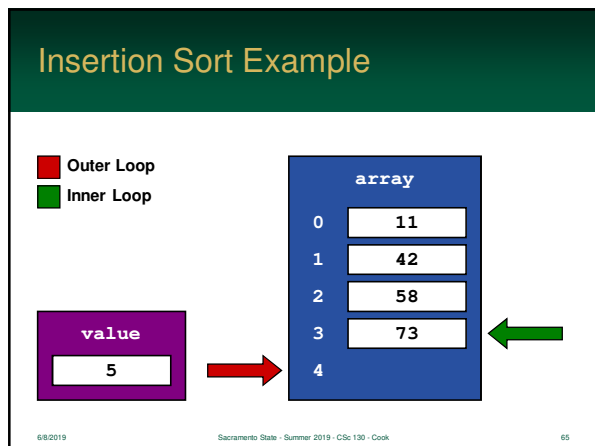 Insertion Sort Example
Outer Loop
Inner Loop
array
0 11
1 42
2 58
3 73
4
value
5
6/8/2019 Sacramento State - Summer 2019 - CSc 130 - Cook 65